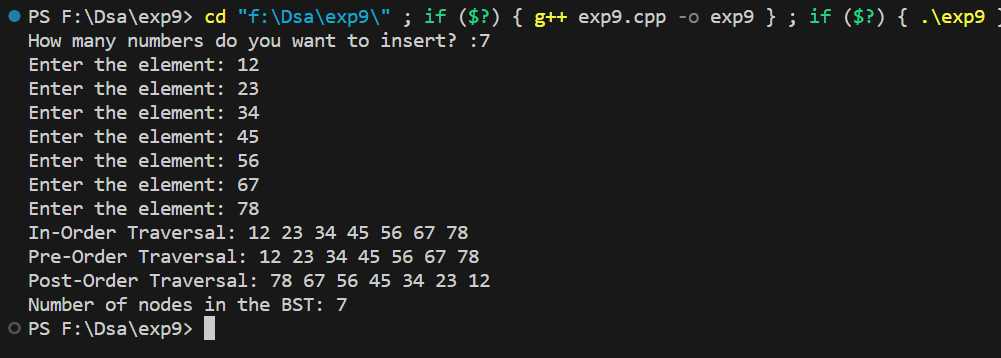 PS F:\Dsa\exp9> cd "f:\Dsa\exp9\" ; if ($?) { g++ exp9.cpp -o exp9 } ; if ($?) { .\exp9 }
How many numbers do you want to insert? :7
Enter the element: 12
Enter the element: 23
Enter the element: 34
Enter the element: 45
Enter the element: 56
Enter the element: 67
Enter the element: 78
In-Order Traversal: 12 23 34 45 56 67 78
Pre-Order Traversal: 12 23 34 45 56 67 78
Post-Order Traversal: 78 67 56 45 34 23 12
Number of nodes in the BST: 7
PS F:\Dsa\exp9>